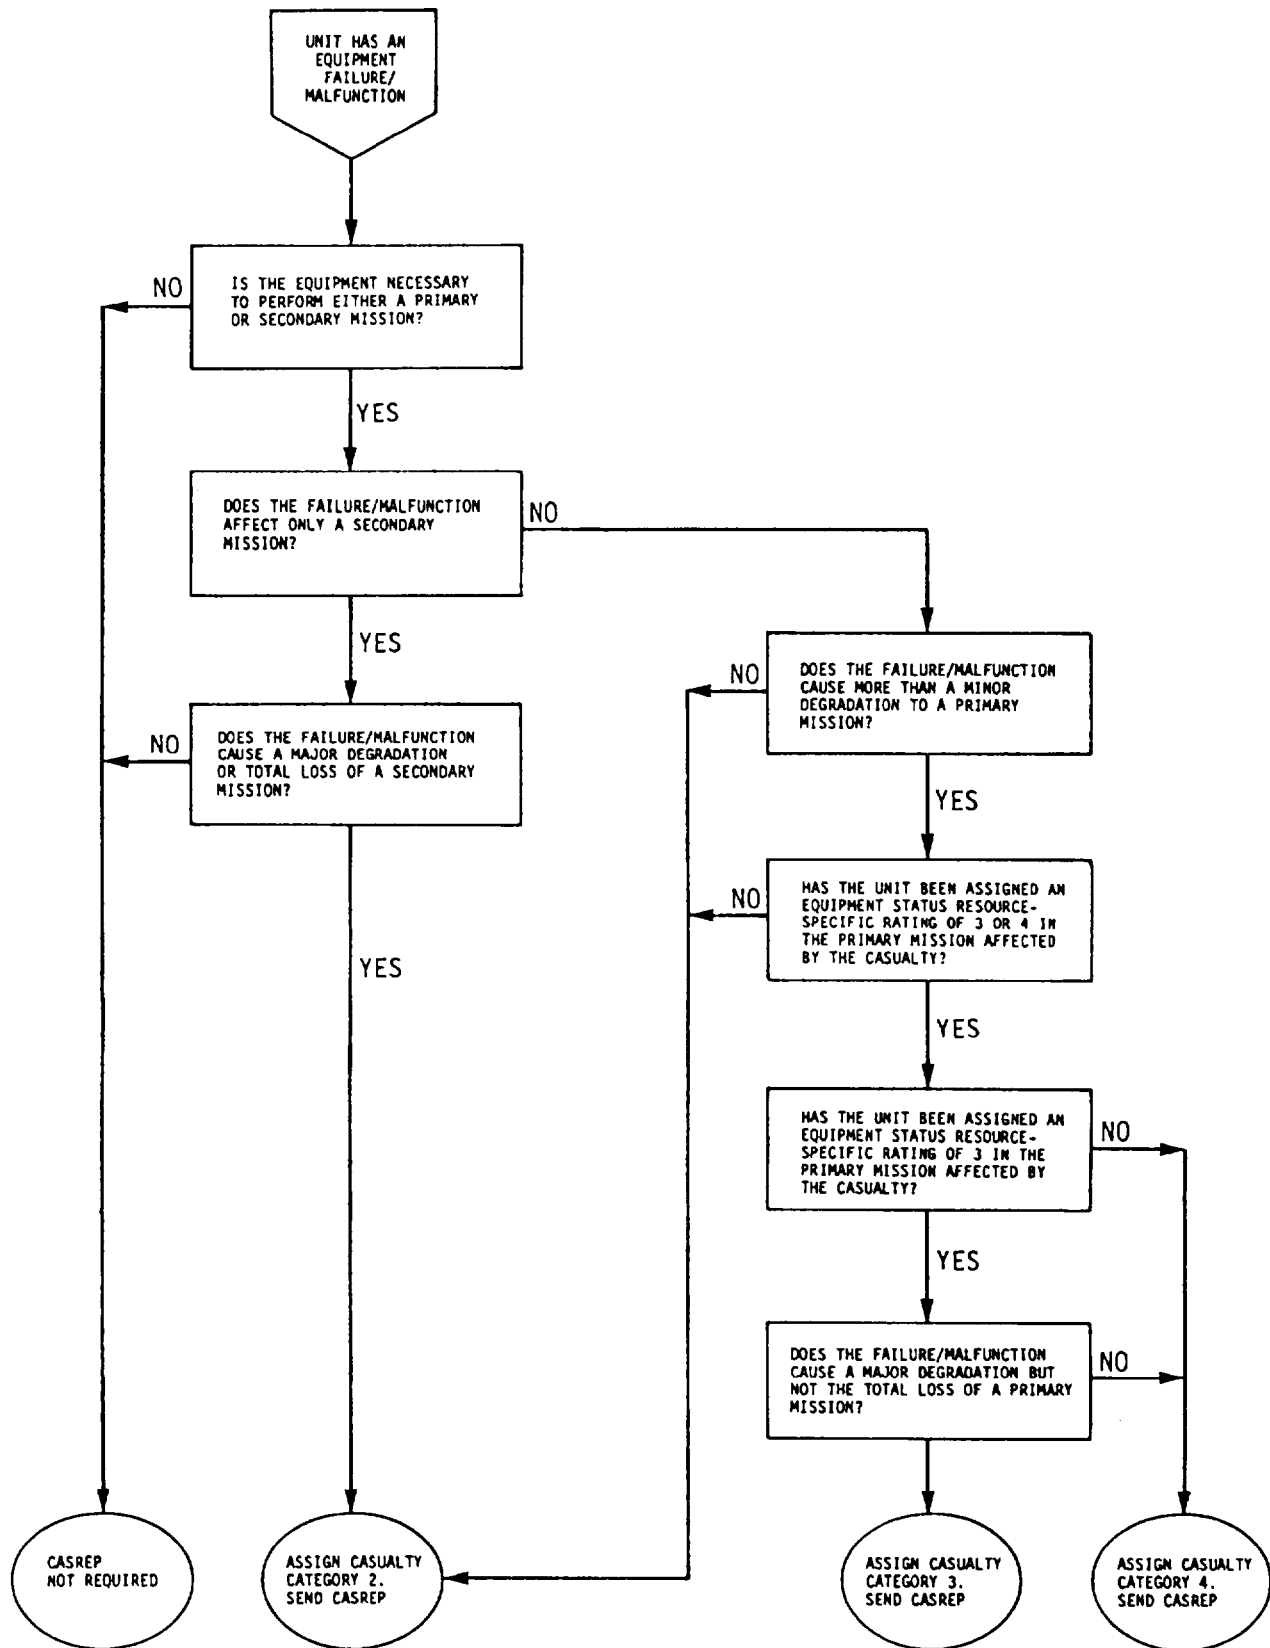 UNIT HAS AN
EQUIPMENT
FAILURE/
MALFUNCTION
NO
IS THE EQUIPMENT NECESSARY
TO PERFORM EITHER A PRIMARY
OR SECONDARY MISSION?
YES
DOES THE FAILURE/MALFUNCTION
AFFECT ONLY A SECONDARY
MISSION?
NO
YES
DOES THE FAILURE/MALFUNCTION
CAUSE MORE THAN A MINOR
DEGRADATION TO A PRIMARY
MISSION?
NO
NO
DOES THE FAILURE/MALFUNCTION
CAUSE A MAJOR DEGRADATION
OR TOTAL LOSS OF A SECONDARY
MISSION?
YES
YES
HAS THE UNIT BEEN ASSIGNED AN
EQUIPMENT STATUS RESOURCE-
SPECIFIC RATING OF 3 OR 4 IN
THE PRIMARY MISSION AFFECTED
BY THE CASUALTY?
NO
YES
HAS THE UNIT BEEN ASSIGNED AN
EQUIPMENT STATUS RESOURCE-
SPECIFIC RATING OF 3 IN THE
PRIMARY MISSION AFFECTED BY
THE CASUALTY?
NO
YES
DOES THE FAILURE/MALFUNCTION
CAUSE A MAJOR DEGRADATION BUT
NOT THE TOTAL LOSS OF A PRIMARY
MISSION?
NO
CASREP
NOT REQUIRED
ASSIGN CASUALTY
CATEGORY 2.
SEND CASREP
ASSIGN CASUALTY
CATEGORY 3.
SEND CASREP
ASSIGN CASUALTY
CATEGORY 4.
SEND CASREP